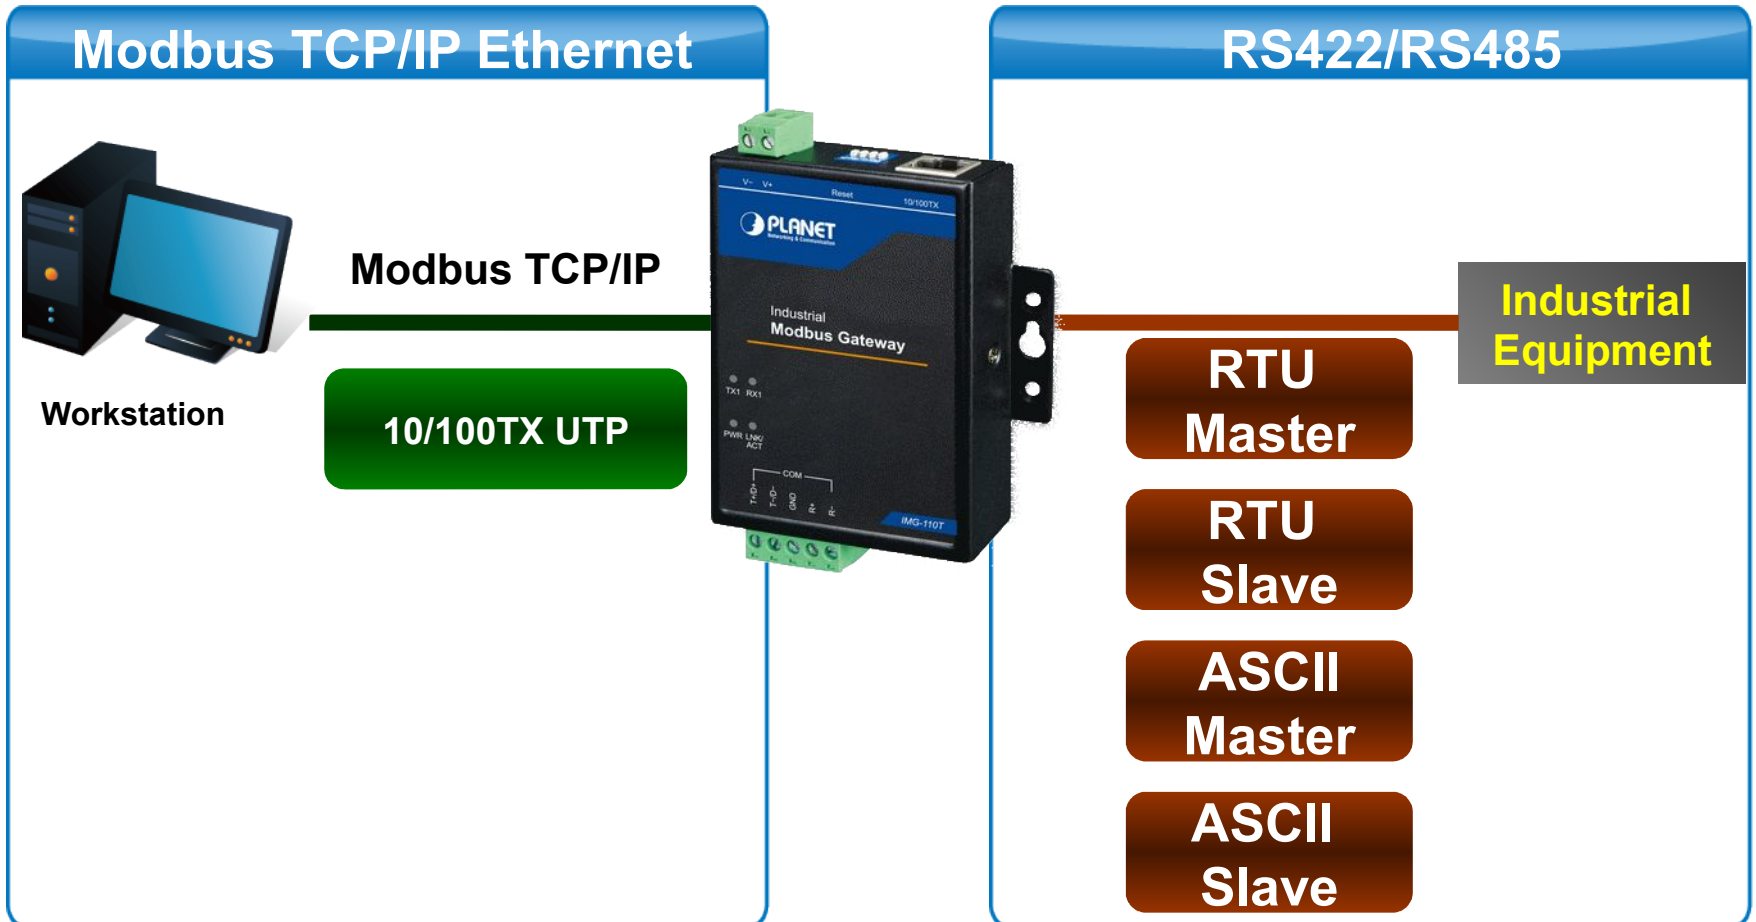 Modbus TCP/IP Ethernet
RS422/RS485
V− V+
Reset
10/100TX
PLANET
Networking & Communication
Modbus TCP/IP
Industrial
Modbus Gateway
Industrial
Equipment
Workstation
10/100TX UTP
TX1 RX1
PWR LNK/
ACT
COM
T+/D+
T−/D−
GND
R+
R−
IMG-110T
RTU
Master
RTU
Slave
ASCII
Master
ASCII
Slave